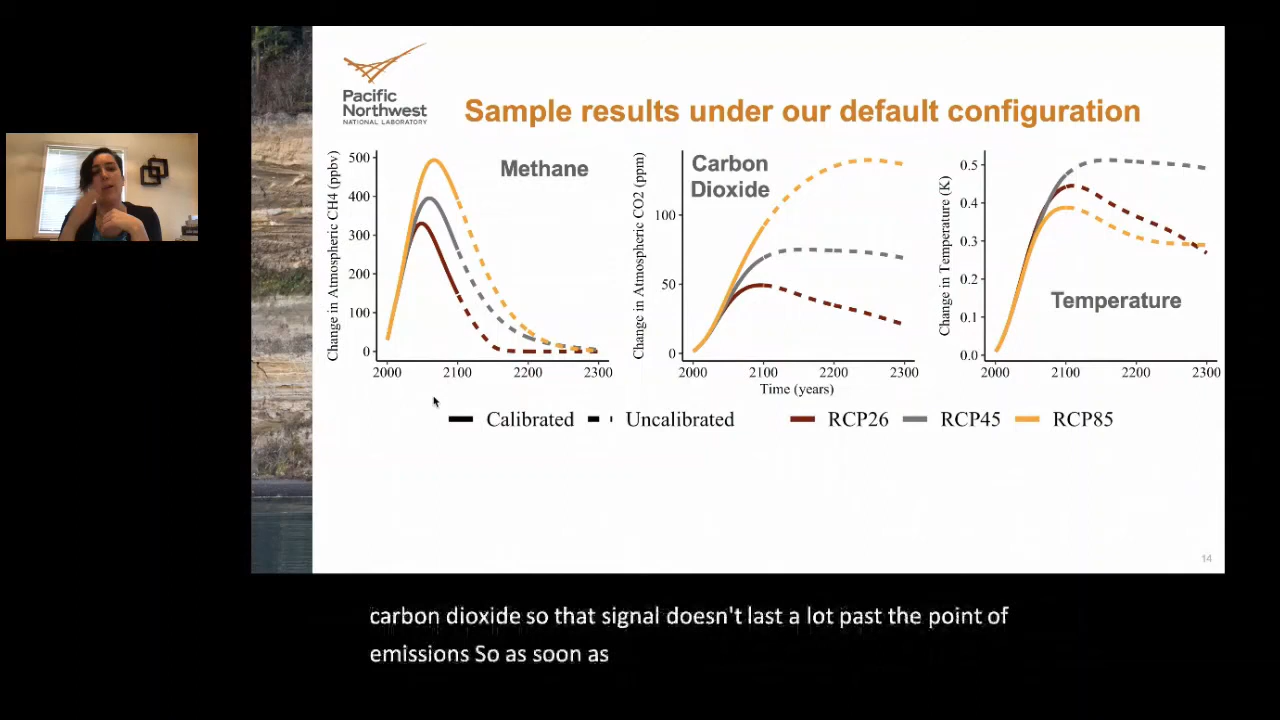 Pacific
Northwest
NATIONAL LABORATORY
Sample results under our default configuration
Change in Atmospheric CH4 (ppbv)
500
400
300
200
100
0
Methane
2000
2100
2200
2300
Change in Atmospheric CO2 (ppm)
100
50
0
Carbon
Dioxide
2000
2100
2200
2300
Time (years)
Change in Temperature (K)
0.5
0.4
0.3
0.2
0.1
0.0
Temperature
2000
2100
2200
2300
Calibrated
Uncalibrated
RCP26
RCP45
RCP85
14
carbon dioxide so that signal doesn't last a lot past the point of
emissions So as soon as